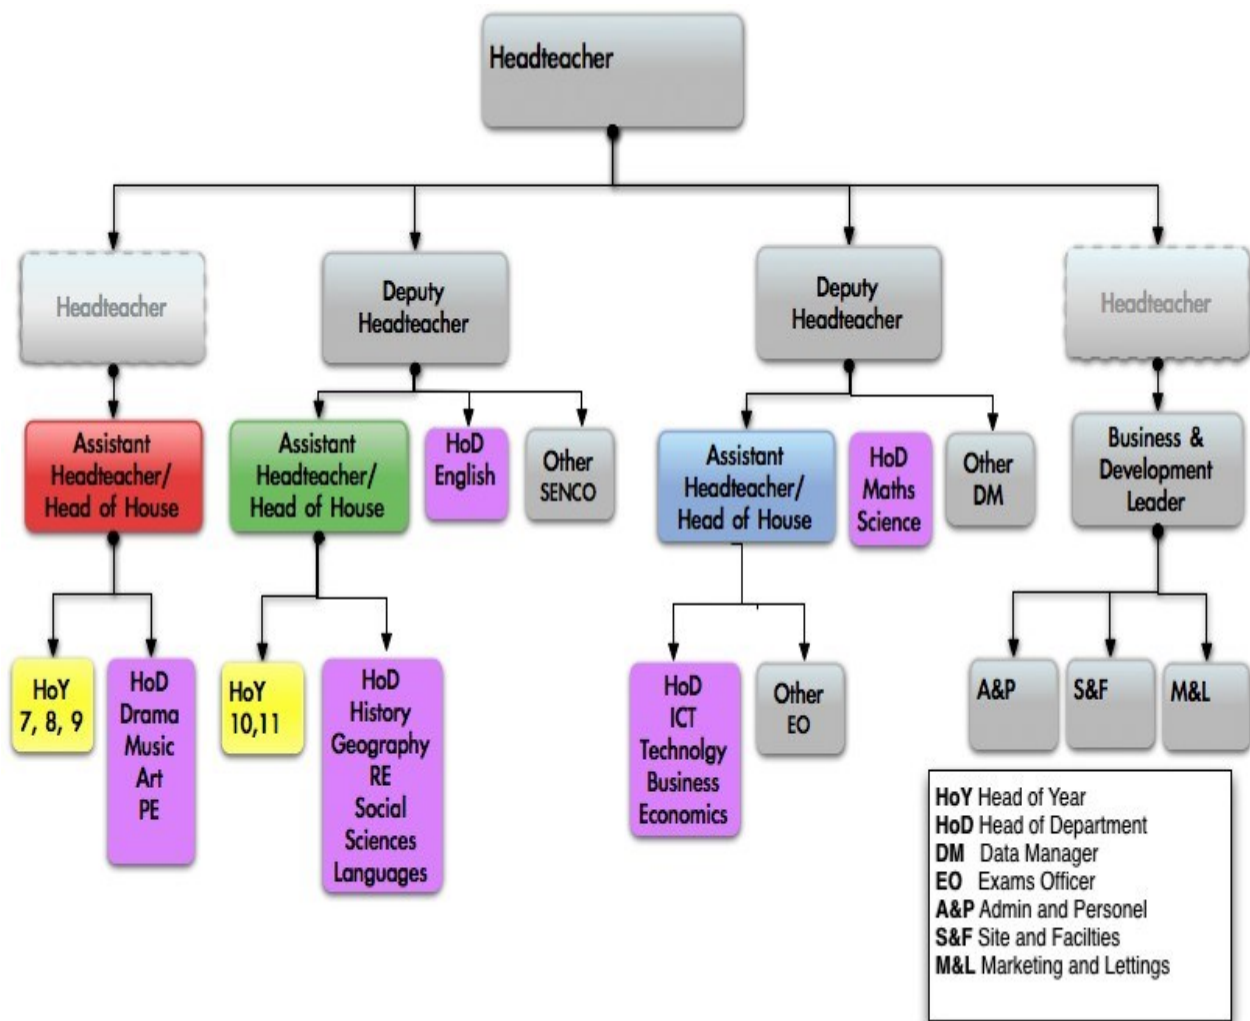 Headteacher
Headteacher
Deputy
Headteacher
Deputy
Headteacher
Headteacher
Assistant
Headteacher/
Head of House
Assistant
Headteacher/
Head of House
HoD
English
Other
SENCO
Assistant
Headteacher/
Head of House
HoD
Maths
Science
Other
DM
Business &
Development
Leader
HoY
7, 8, 9
HoD
Drama
Music
Art
PE
HoY
10,11
HoD
History
Geography
RE
Social
Sciences
Languages
HoD
ICT
Technolgy
Business
Economics
Other
EO
A&P
S&F
M&L
HoY Head of Year
HoD Head of Department
DM Data Manager
EO Exams Officer
A&P Admin and Personel
S&F Site and Facilties
M&L Marketing and Lettings